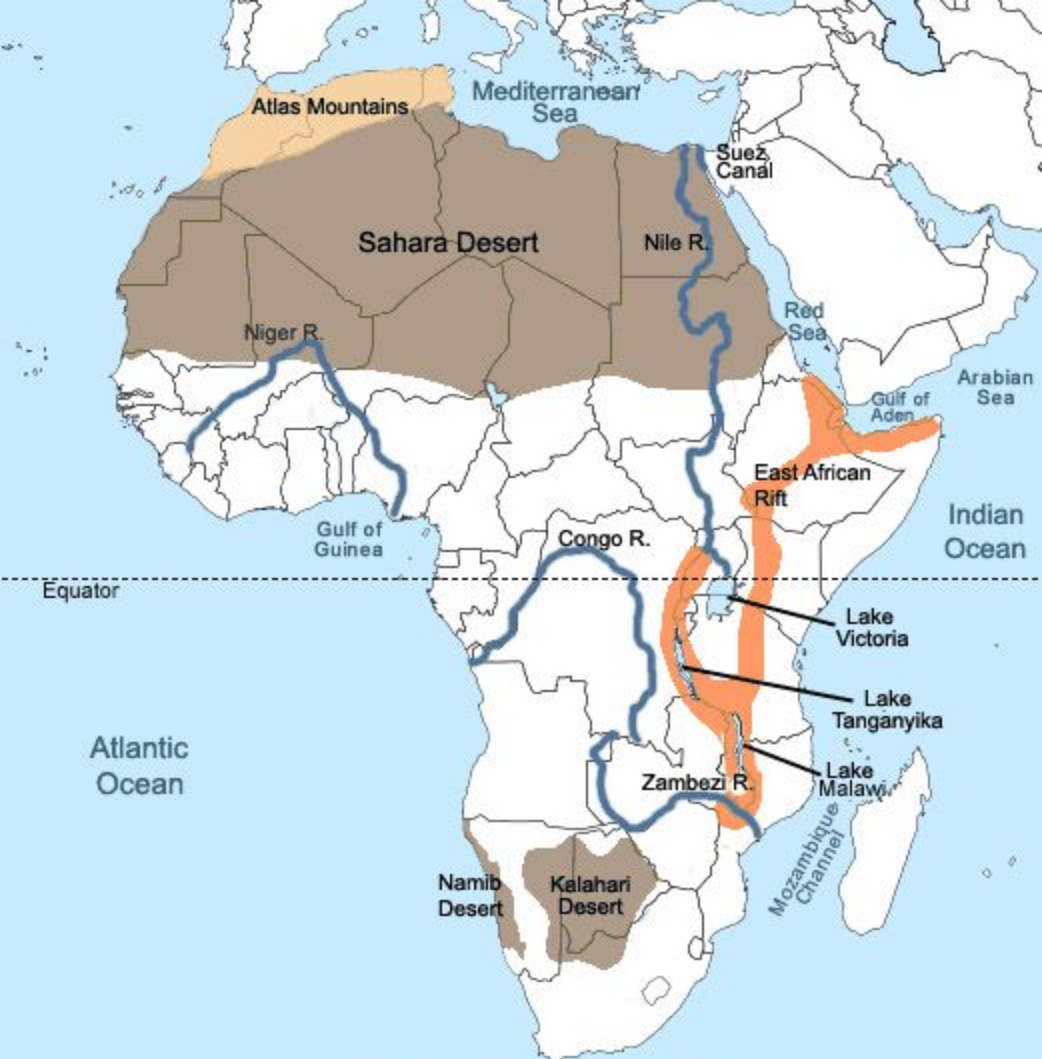 Atlas Mountains
Mediterranean
Sea
Suez
Canal
Sahara Desert
Nile R.
Niger R.
Red
Sea
Arabian
Sea
Gulf of
Aden
East African
Rift
Gulf of
Guinea
Congo R.
Indian
Ocean
Equator
Lake
Victoria
Lake
Tanganyika
Atlantic
Ocean
Zambezi R.
Lake
Malawi
Mozambique
Channel
Namib
Desert
Kalahari
Desert